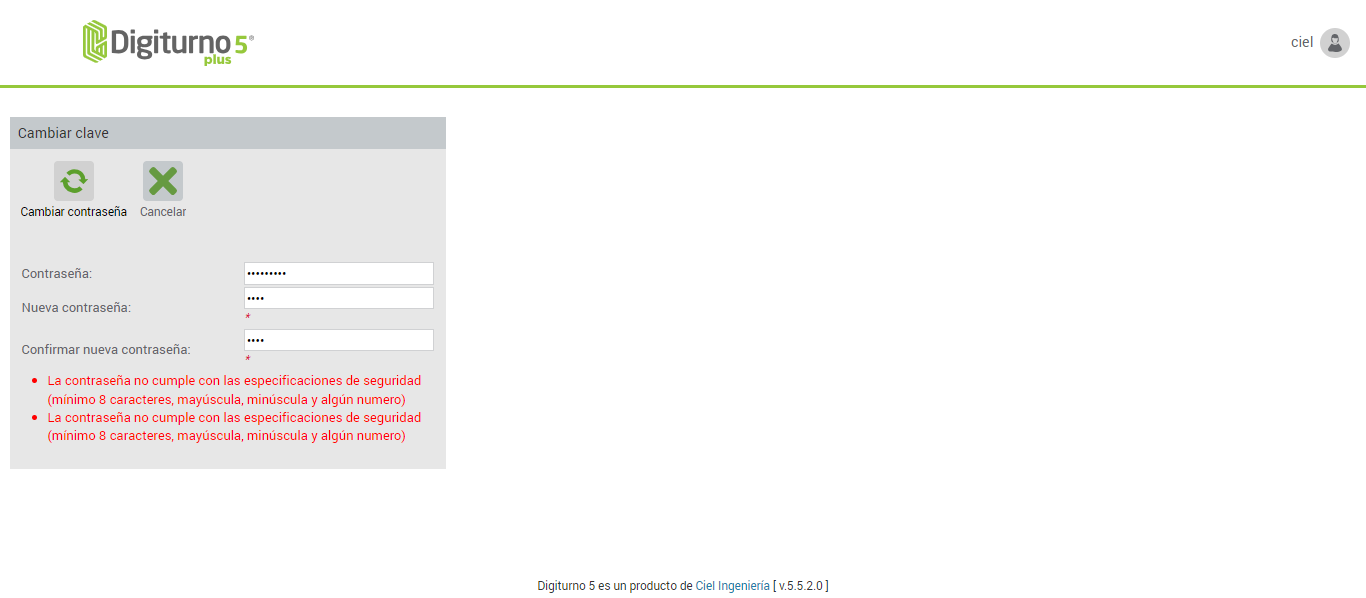 Digiturno 5®
plus
ciel
Cambiar clave
Cambiar contraseña
Cancelar
Contraseña:
•••••••••
Nueva contraseña:
••••
*
Confirmar nueva contraseña:
••••
*
• La contraseña no cumple con las especificaciones de seguridad
(mínimo 8 caracteres, mayúscula, minúscula y algún numero)
• La contraseña no cumple con las especificaciones de seguridad
(mínimo 8 caracteres, mayúscula, minúscula y algún numero)
Digiturno 5 es un producto de Ciel Ingeniería [ v.5.5.2.0 ]